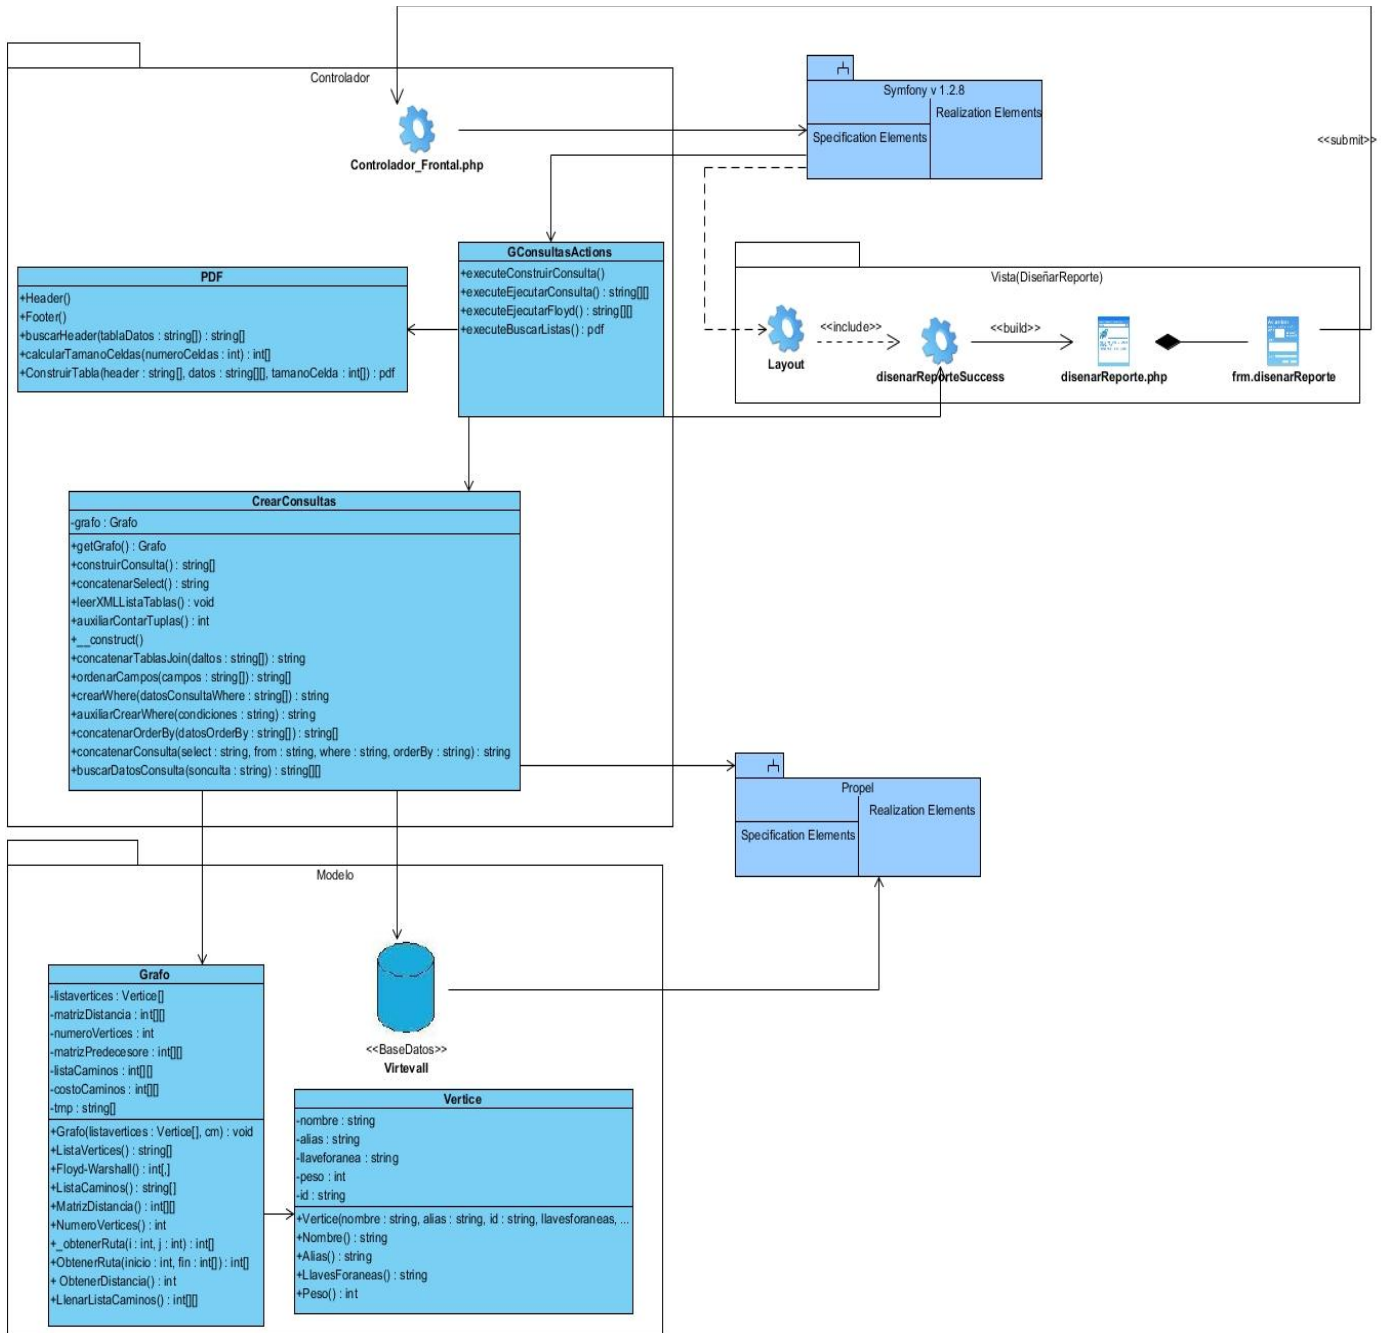 Controlador
Controlador_Frontal.php
Symfony v 1.2.8
Realization Elements
Specification Elements
<<submit>>
GConsultasActions
+executeConstruirConsulta()
+executeEjecutarConsulta() : string[][]
+executeEjecutarFloyd() : string[][]
+executeBuscarListas() : pdf
PDF
+Header()
+Footer()
+buscarHeader(tablaDatos : string[]) : string[]
+calcularTamanoCeldas(numeroCeldas : int) : int[]
+ConstruirTabla(header : string[], datos : string[][], tamanoCelda : int[]) : pdf
Vista(DiseñarReporte)
<<include>>
<<build>>
Layout
disenarReporteSuccess
disenarReporte.php
frm.disenarReporte
CrearConsultas
-grafo : Grafo
+getGrafo() : Grafo
+construirConsulta() : string[]
+concatenarSelect() : string
+leerXMLListaTablas() : void
+auxiliarContarTuplas() : int
+__construct()
+concatenarTablasJoin(daltos : string[]) : string
+ordenarCampos(campos : string[]) : string[]
+crearWhere(datosConsultaWhere : string[]) : string
+auxiliarCrearWhere(condiciones : string) : string
+concatenarOrderBy(datosOrderBy : string[]) : string[]
+concatenarConsulta(select : string, from : string, where : string, orderBy : string) : string
+buscarDatosConsulta(sonculta : string) : string[][]
Propel
Realization Elements
Specification Elements
Modelo
Grafo
-listavertices : Vertice[]
-matrizDistancia : int[][]
-numeroVertices : int
-matrizPredecesore : int[][]
-listaCaminos : int[][]
-costoCaminos : int[][]
-tmp : string[]
+Grafo(listavertices : Vertice[], cm) : void
+ListaVertices() : string[]
+Floyd-Warshall() : int[,]
+ListaCaminos() : string[]
+MatrizDistancia() : int[][]
+NumeroVertices() : int
+_obtenerRuta(i : int, j : int) : int[]
+ObtenerRuta(inicio : int, fin : int[]) : int[]
+ ObtenerDistancia() : int
+LlenarListaCaminos() : int[][]
<<BaseDatos>>
Virtevall
Vertice
-nombre : string
-alias : string
-llaveforanea : string
-peso : int
-id : string
+Vertice(nombre : string, alias : string, id : string, llavesforaneas, ...
+Nombre() : string
+Alias() : string
+LlavesForaneas() : string
+Peso() : int